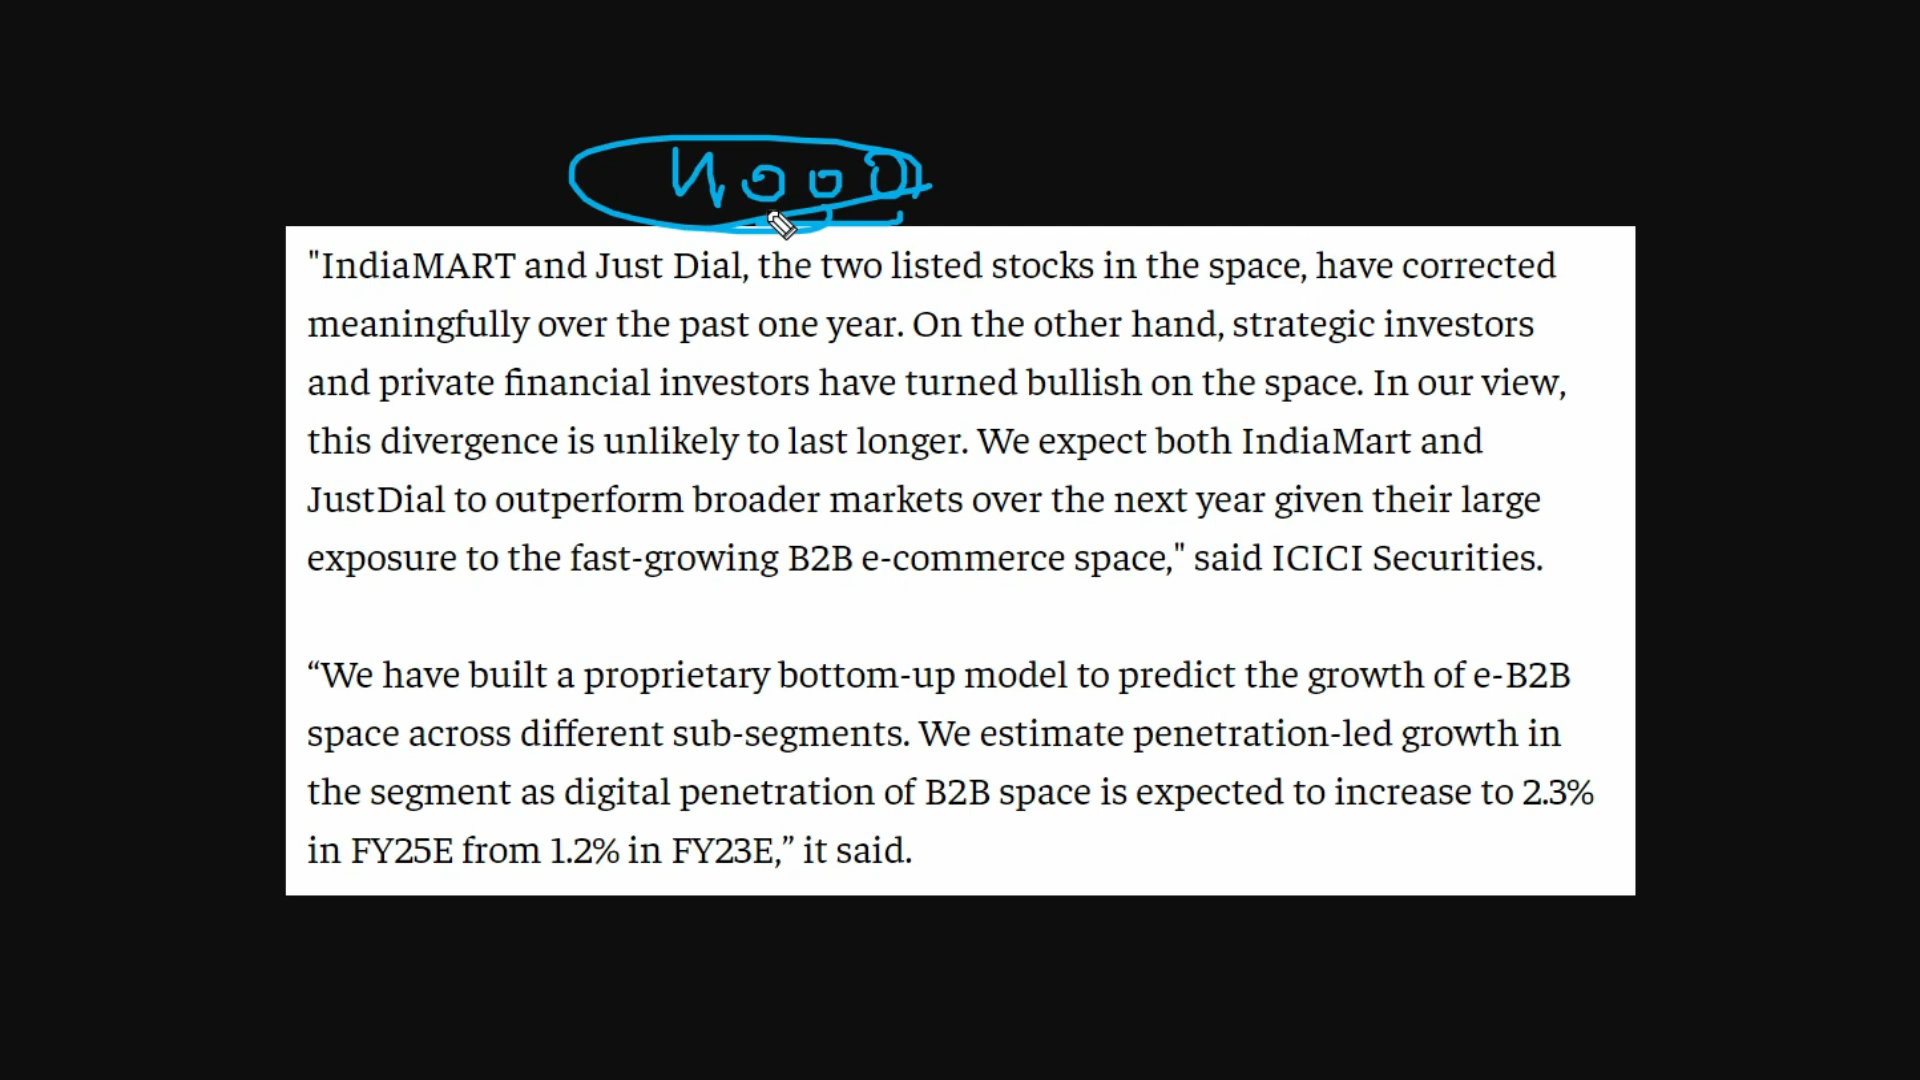 "IndiaMART and Just Dial, the two listed stocks in the space, have corrected
meaningfully over the past one year. On the other hand, strategic investors
and private financial investors have turned bullish on the space. In our view,
this divergence is unlikely to last longer. We expect both IndiaMart and
JustDial to outperform broader markets over the next year given their large
exposure to the fast-growing B2B e-commerce space," said ICICI Securities.
“We have built a proprietary bottom-up model to predict the growth of e-B2B
space across different sub-segments. We estimate penetration-led growth in
the segment as digital penetration of B2B space is expected to increase to 2.3%
in FY25E from 1.2% in FY23E,” it said.